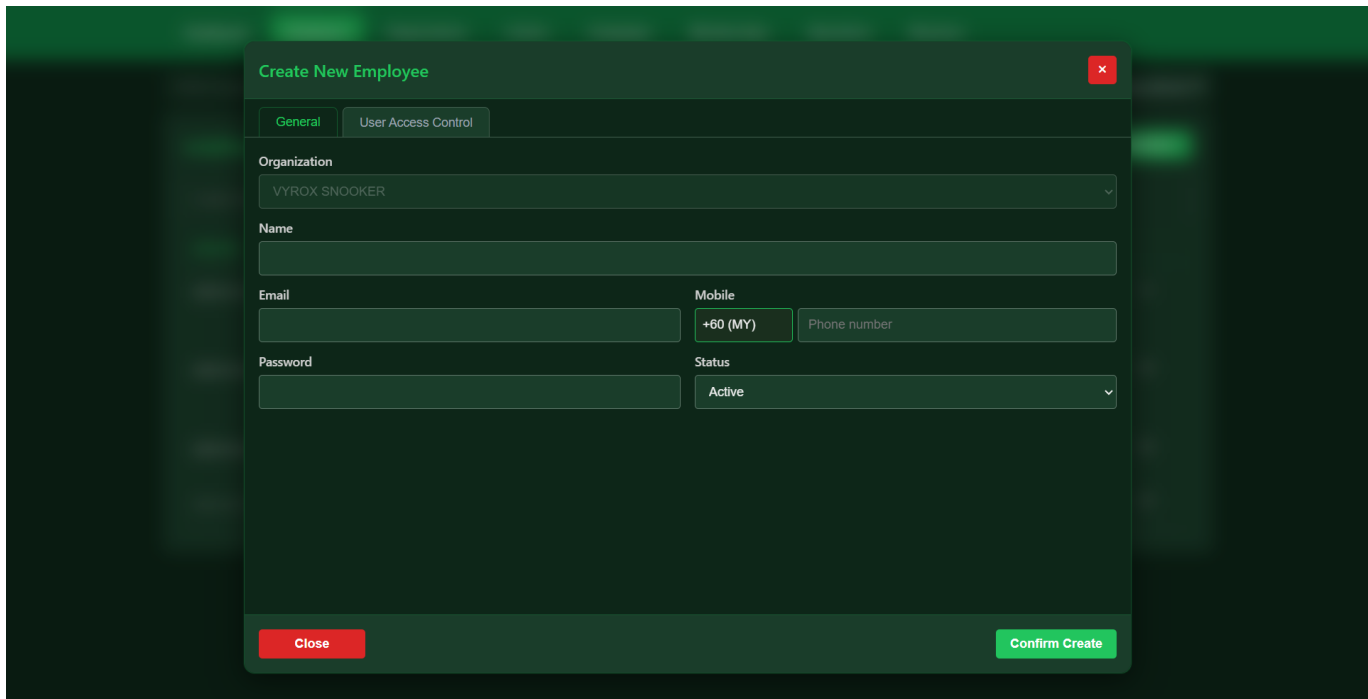 Create New Employee
×
General
User Access Control
Organization
VYROX SNOOKER
Name
Email
Mobile
+60 (MY)
Phone number
Password
Status
Active
Close
Confirm Create